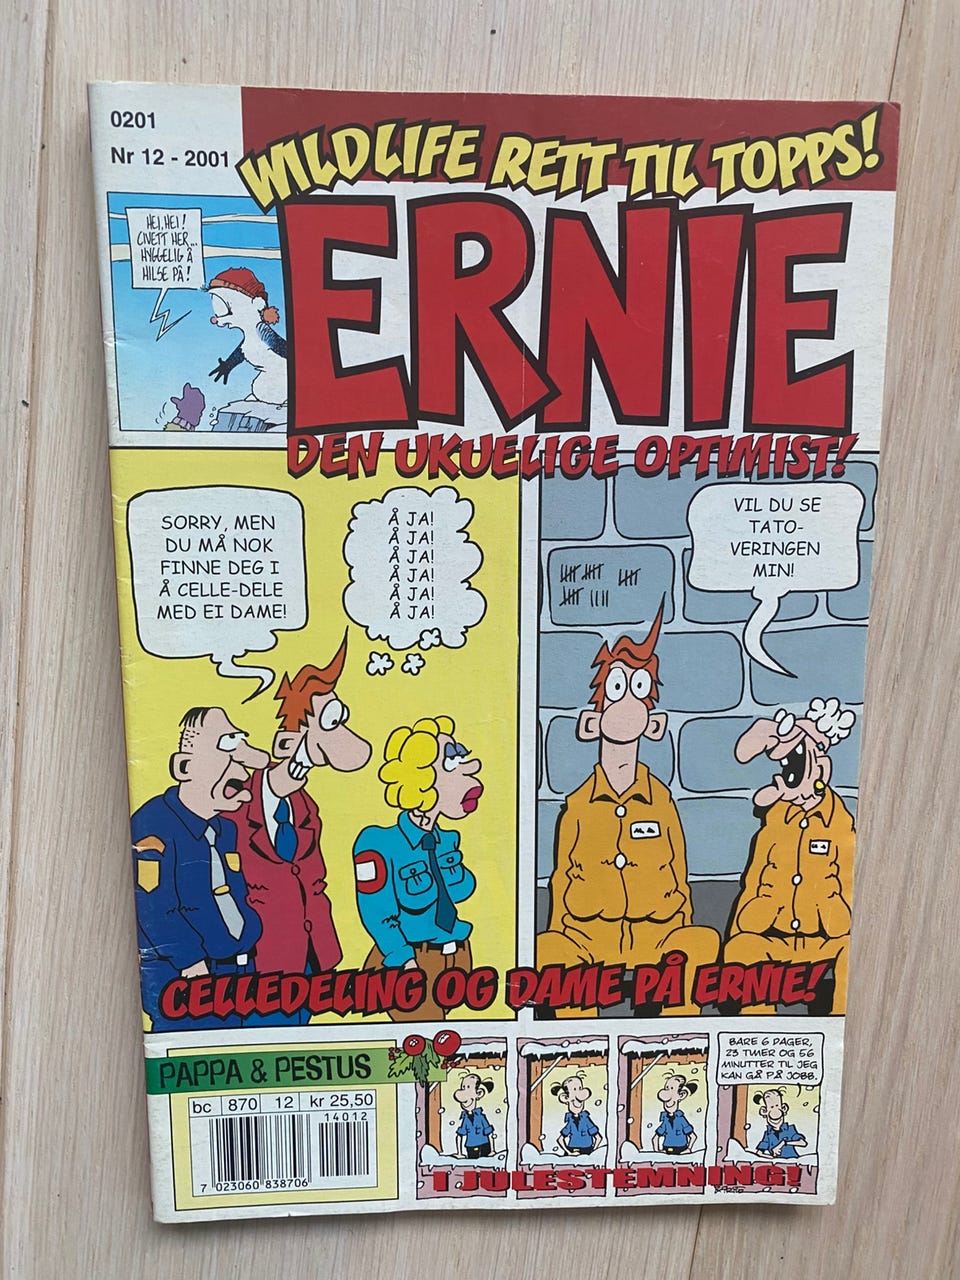 0201
Nr 12 - 2001
WILDLIFE RETT TIL TOPPS!
HEI, HEI!
CIVETT HER...
HYGGELIG Å
HILSE PÅ!
ERNIE
DEN UKUELIGE OPTIMIST!
SORRY, MEN
DU MÅ NOK
FINNE DEG I
Å CELLE-DELE
MED EI DAME!
Å JA!
Å JA!
Å JA!
Å JA!
Å JA!
Å JA!
VIL DU SE
TATO-
VERINGEN
MIN!
CELLEDELING OG DAME PÅ ERNIE!
PAPPA & PESTUS
bc 870 12 kr 25,50
14012
7 023060 838706
BARE 6 DAGER,
23 TIMER OG 56
MINUTTER TIL JEG
KAN GÅ PÅ JOBB.
I JULESTEMNING!